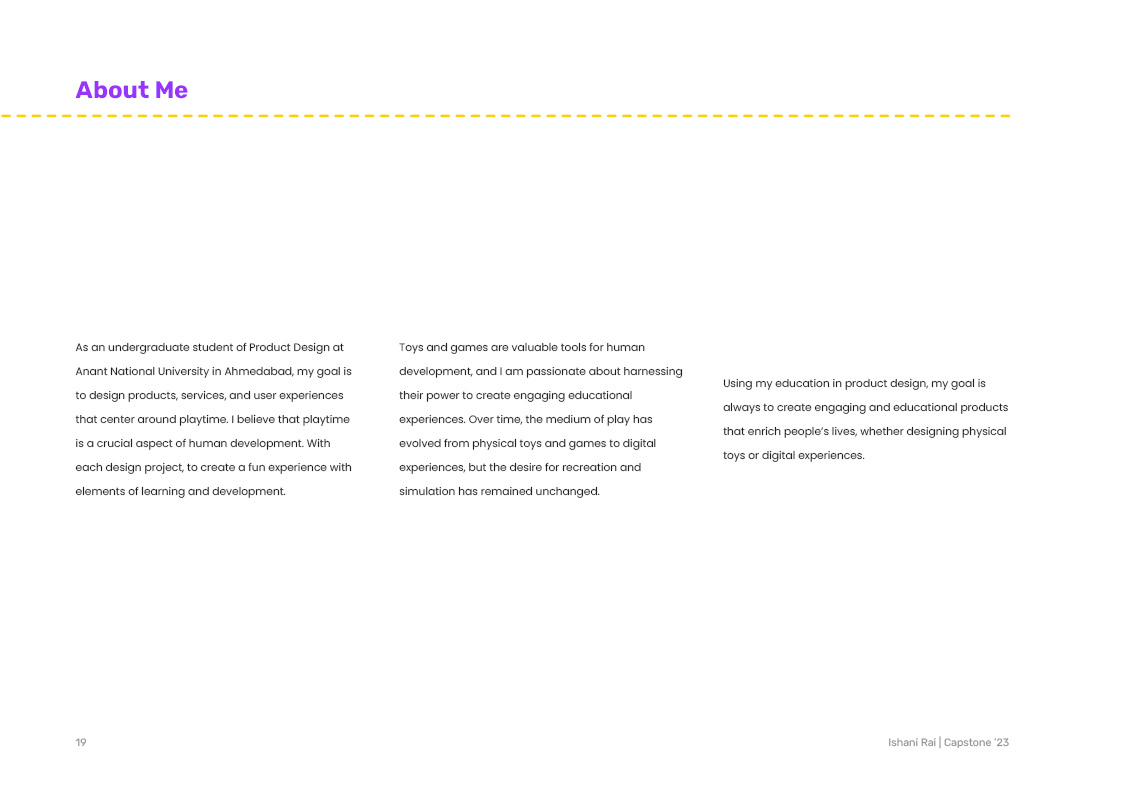 About Me
As an undergraduate student of Product Design at
Anant National University in Ahmedabad, my goal is
to design products, services, and user experiences
that center around playtime. I believe that playtime
is a crucial aspect of human development. With
each design project, to create a fun experience with
elements of learning and development.
Toys and games are valuable tools for human
development, and I am passionate about harnessing
their power to create engaging educational
experiences. Over time, the medium of play has
evolved from physical toys and games to digital
experiences, but the desire for recreation and
simulation has remained unchanged.
Using my education in product design, my goal is
always to create engaging and educational products
that enrich people's lives, whether designing physical
toys or digital experiences.
19
Ishani Rai | Capstone '23